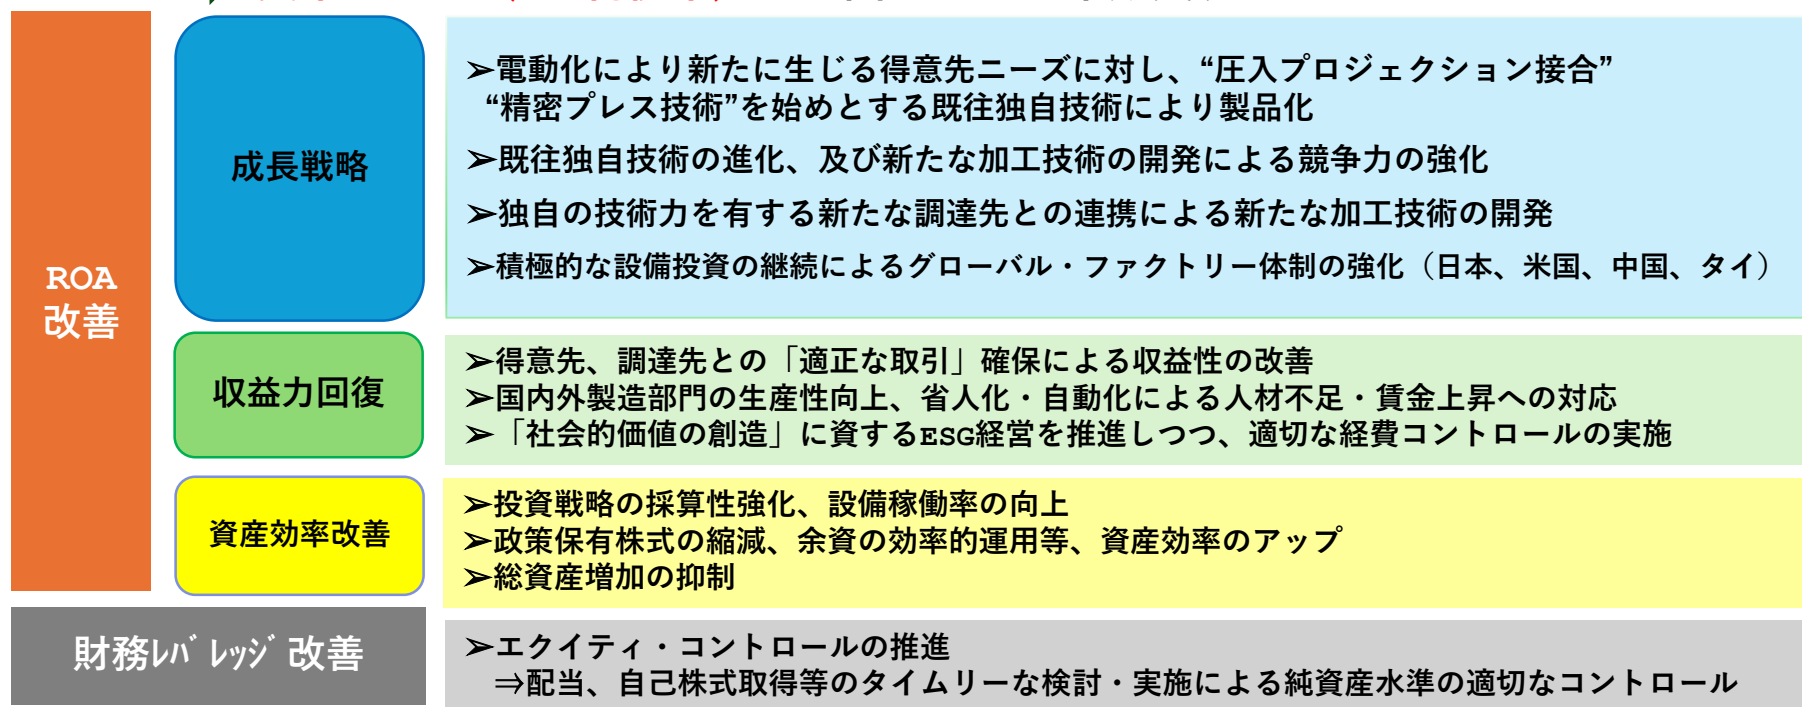 ROA
改善
成長戦略
➢電動化により新たに生じる得意先ニーズに対し、“圧入プロジェクション接合”
“精密プレス技術”を始めとする既往独自技術により製品化
➢既往独自技術の進化、及び新たな加工技術の開発による競争力の強化
➢独自の技術力を有する新たな調達先との連携による新たな加工技術の開発
➢積極的な設備投資の継続によるグローバル・ファクトリー体制の強化（日本、米国、中国、タイ）
収益力回復
➢得意先、調達先との「適正な取引」確保による収益性の改善
➢国内外製造部門の生産性向上、省人化・自動化による人材不足・賃金上昇への対応
➢「社会的価値の創造」に資するESG経営を推進しつつ、適切な経費コントロールの実施
資産効率改善
➢投資戦略の採算性強化、設備稼働率の向上
➢政策保有株式の縮減、余資の効率的運用等、資産効率のアップ
➢総資産増加の抑制
財務ﾚﾊﾞﾚｯｼﾞ改善
➢エクイティ・コントロールの推進
⇒配当、自己株式取得等のタイムリーな検討・実施による純資産水準の適切なコントロール